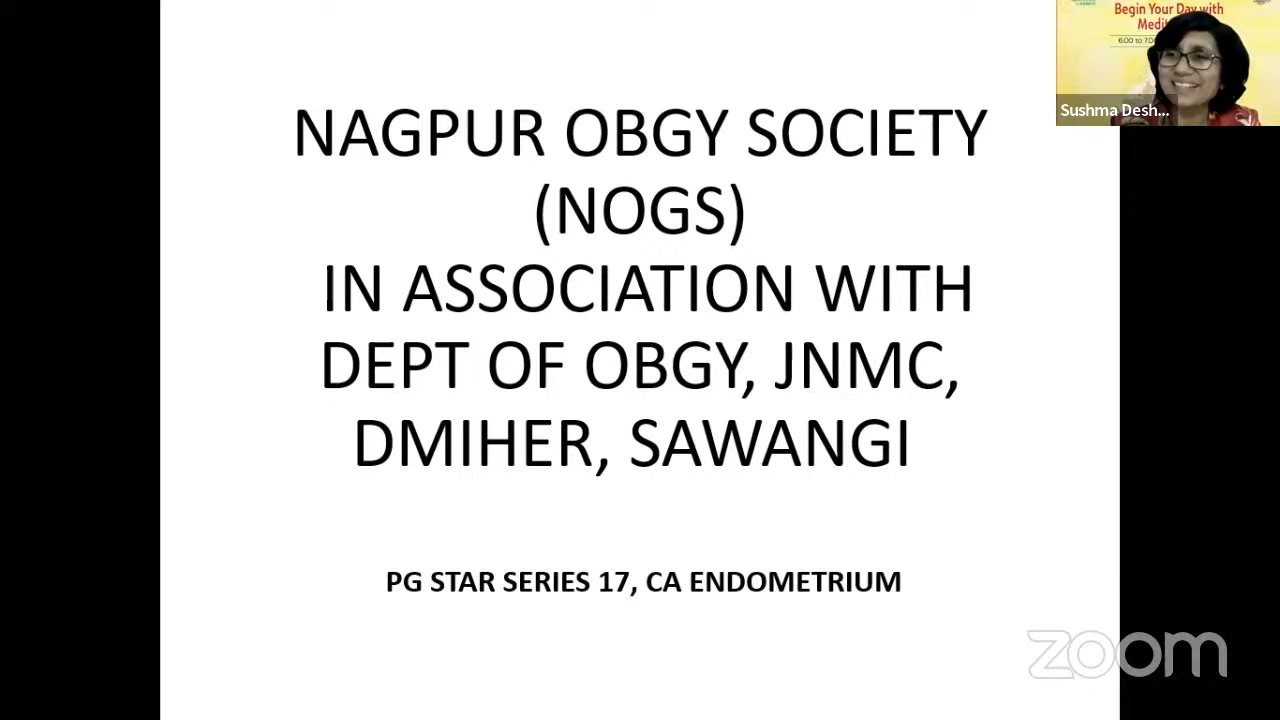 Begin Your Day with
Sushma Desh...
NAGPUR OBGY SOCIETY
(NOGS)
IN ASSOCIATION WITH
DEPT OF OBGY, JNMC,
DMIHER, SAWANGI
PG STAR SERIES 17, CA ENDOMETRIUM
zoom